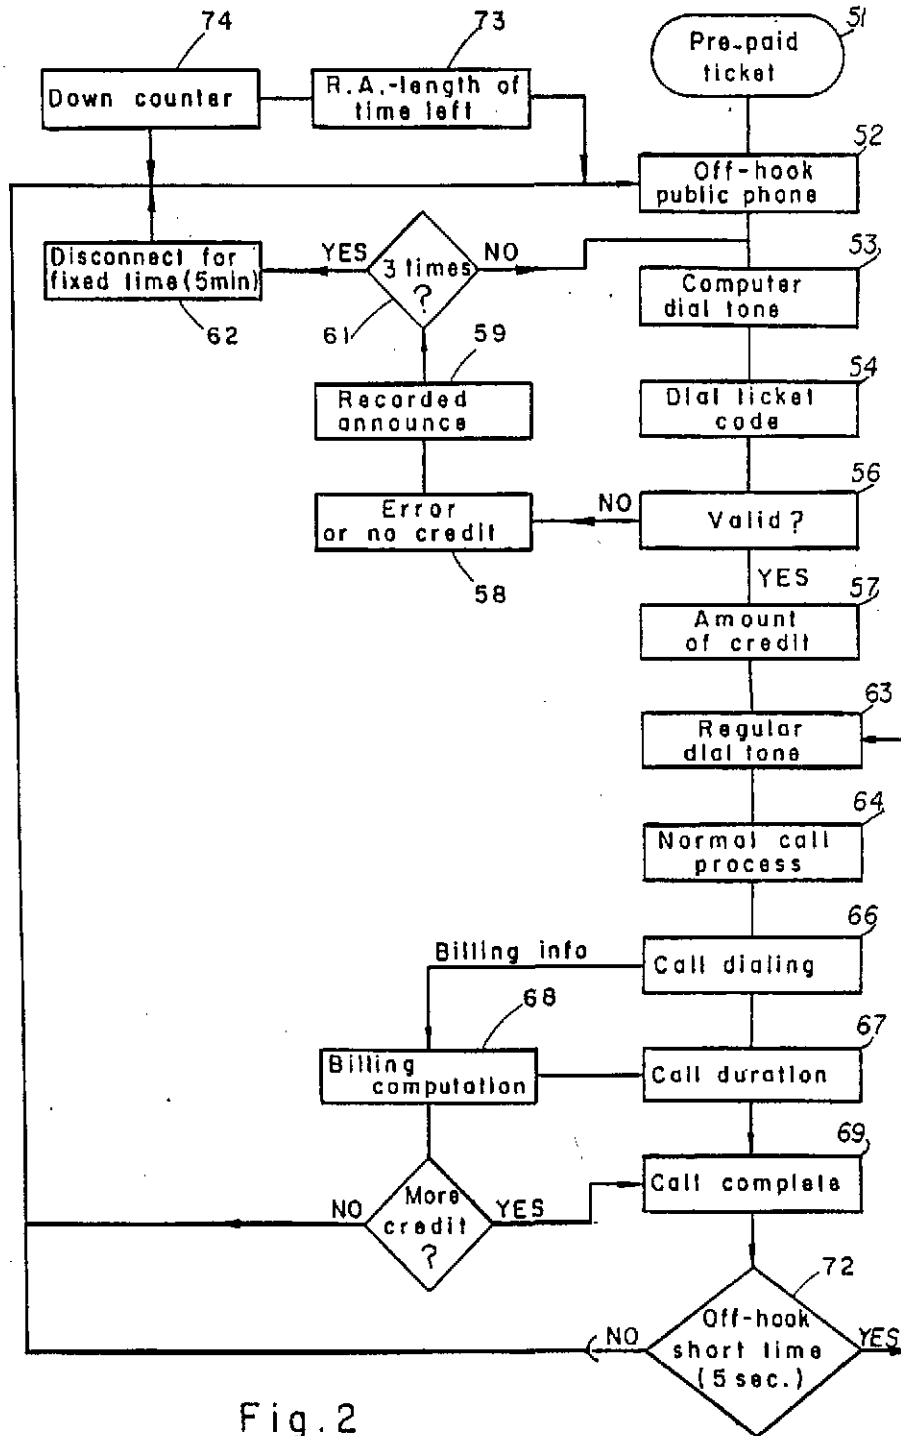 74
73
51
Pre-paid
ticket
Down counter
R.A.-length of
time left
52
Off-hook
public phone
Disconnect for
fixed time (5min)
YES
3 times
?
NO
53
Computer
dial tone
62
61
59
54
Recorded
announce
Dial ticket
code
56
Error
or no credit
NO
Valid?
58
YES
57
Amount
of credit
63
Regular
dial tone
64
Normal call
process
66
Billing info
Call dialing
68
67
Billing
computation
Call duration
69
NO
More
credit
?
YES
Call complete
72
NO
Off-hook
short time
(5 sec.)
YES
Fig.2